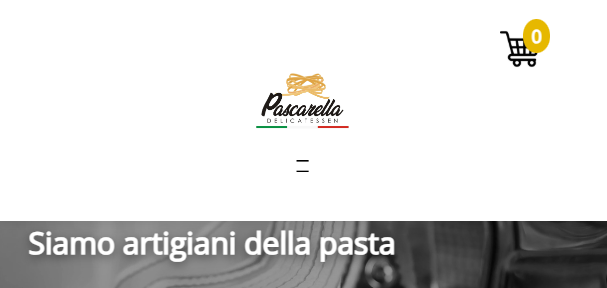 0
Pascarella
DELICATESSEN
Siamo artigiani della pasta